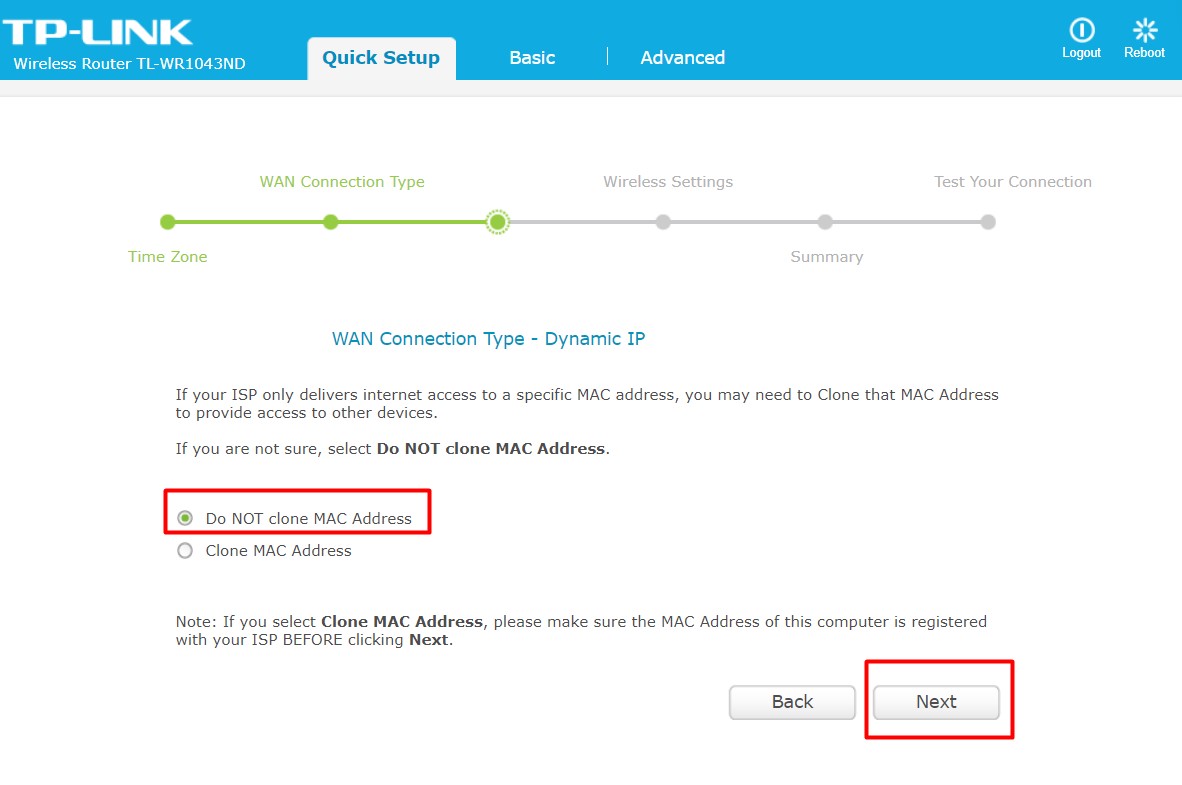 TP-LINK
Wireless Router TL-WR1043ND
Quick Setup
Basic
Advanced
Logout
Reboot
WAN Connection Type
Wireless Settings
Test Your Connection
Time Zone
Summary
WAN Connection Type - Dynamic IP
If your ISP only delivers internet access to a specific MAC address, you may need to Clone that MAC Address
to provide access to other devices.
If you are not sure, select Do NOT clone MAC Address.
Do NOT clone MAC Address
Clone MAC Address
Note: If you select Clone MAC Address, please make sure the MAC Address of this computer is registered
with your ISP BEFORE clicking Next.
Back
Next